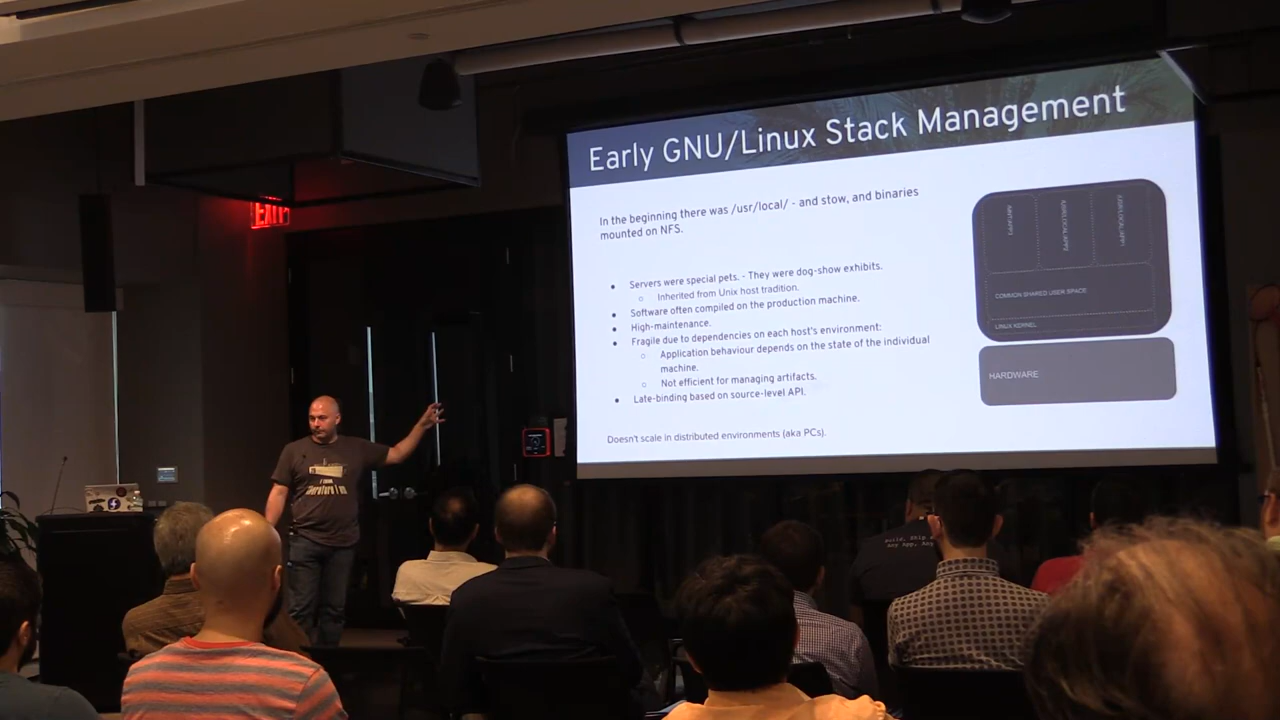 Early GNU/Linux Stack Management
EXIT
In the beginning there was /usr/local/ - and stow, and binaries
mounted on NFS.
Servers were special pets. - They were dog-show exhibits.
Inherited from Unix host tradition.
Software often compiled on the production machine.
High-maintenance.
Fragile due to dependencies on each host's environment:
Application behaviour depends on the state of the individual
machine.
Not efficient for managing artifacts.
Late-binding based on source-level API.
Doesn't scale in distributed environments (aka PCs).
COMMON SHARED USER SPACE
LINUX KERNEL
HARDWARE
therefore I am